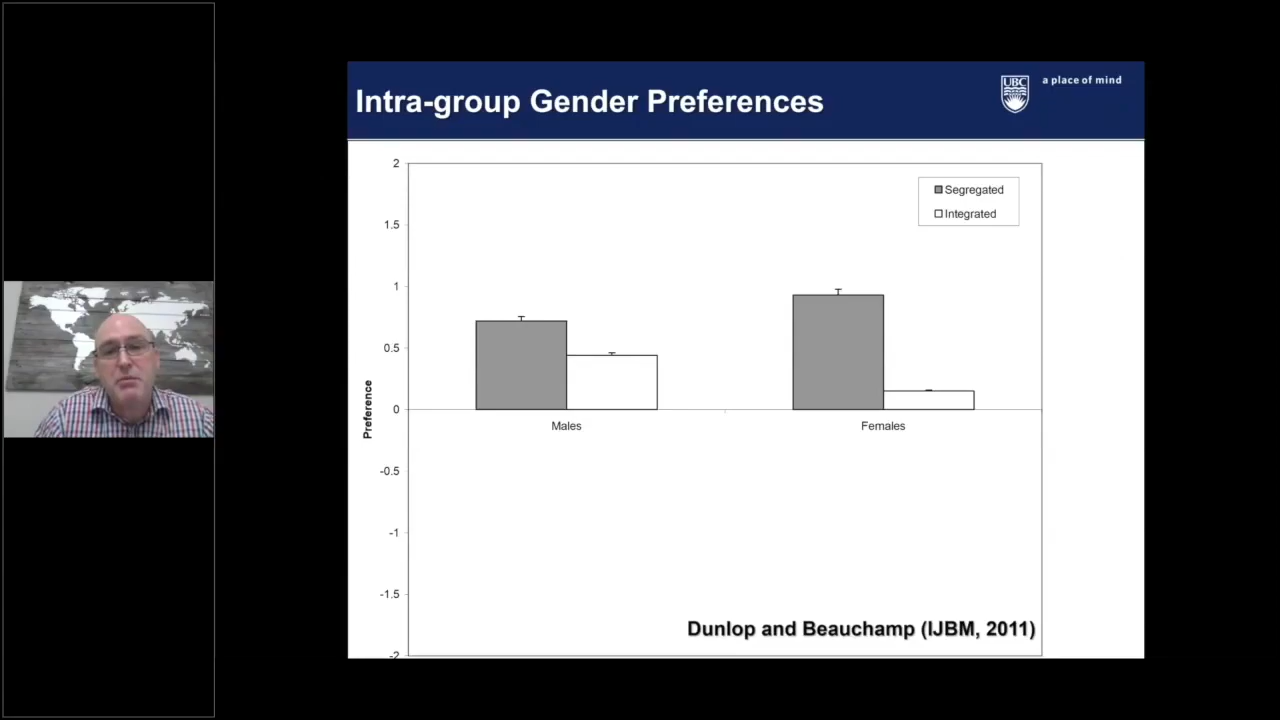 Intra-group Gender Preferences
UBC
a place of mind
2
1.5
1
0.5
0
-0.5
-1
-1.5
-2
Preference
Segregated
Integrated
Males
Females
Dunlop and Beauchamp (IJBM, 2011)